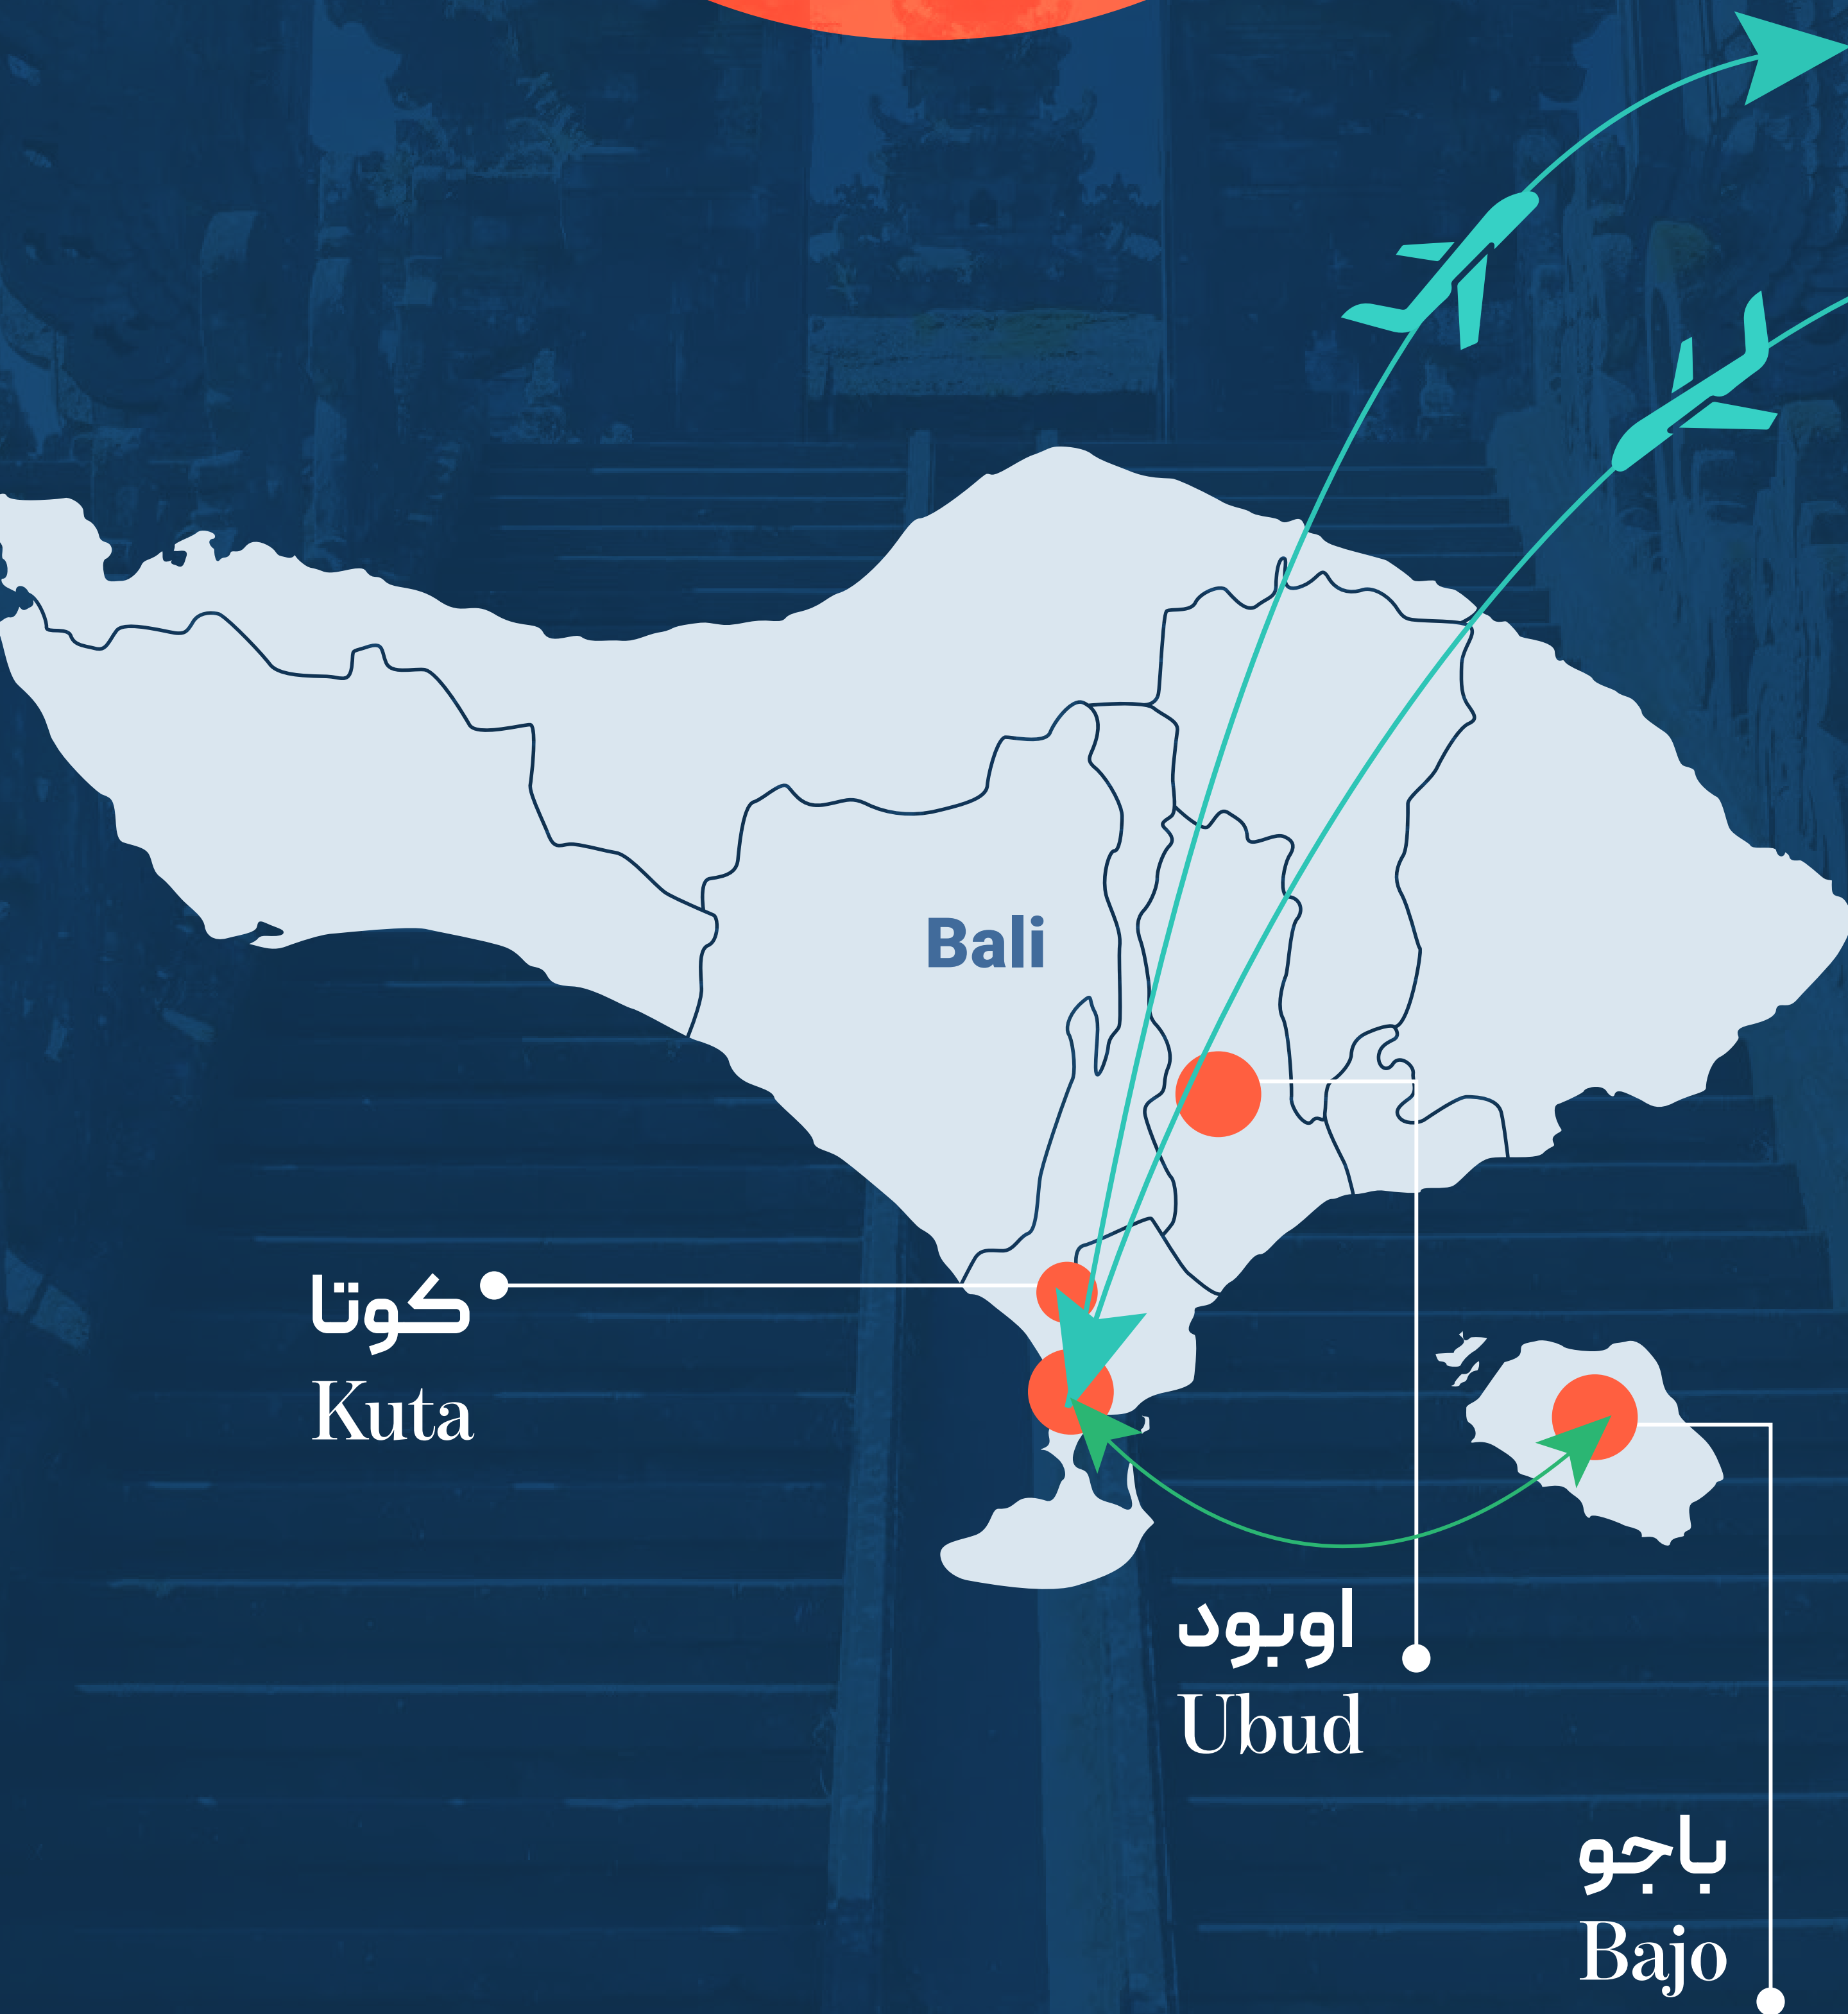 Bali
کوتا
Kuta
اوبود
Ubud
باجو
Bajo